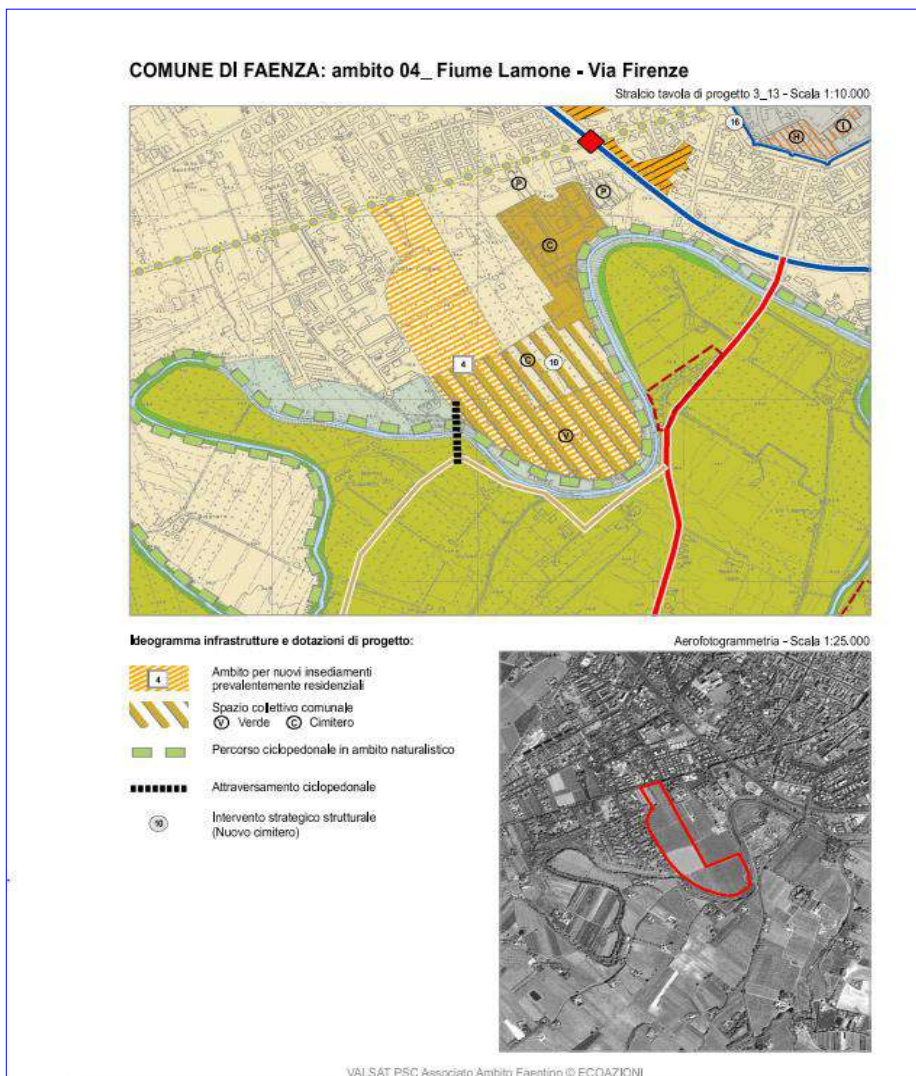 COMUNE DI FAENZA: ambito 04_ Fiume Lamone - Via Firenze
Stralcio tavola di progetto 3_13 - Scala 1:10.000
16
H
I
P
P
C
C
10
4
V
Ideogramma infrastrutture e dotazioni di progetto:
Aerofotogrammetria - Scala 1:25.000
4
Ambito per nuovi insediamenti
prevalentemente residenziali
Spazio collettivo comunale
V Verde C Cimitero
Percorso ciclopedonale in ambito naturalistico
Attraversamento ciclopedonale
10
Intervento strategico strutturale
(Nuovo cimitero)
VALSAT PSC Associato Ambito Faentino © ECOAZIONI